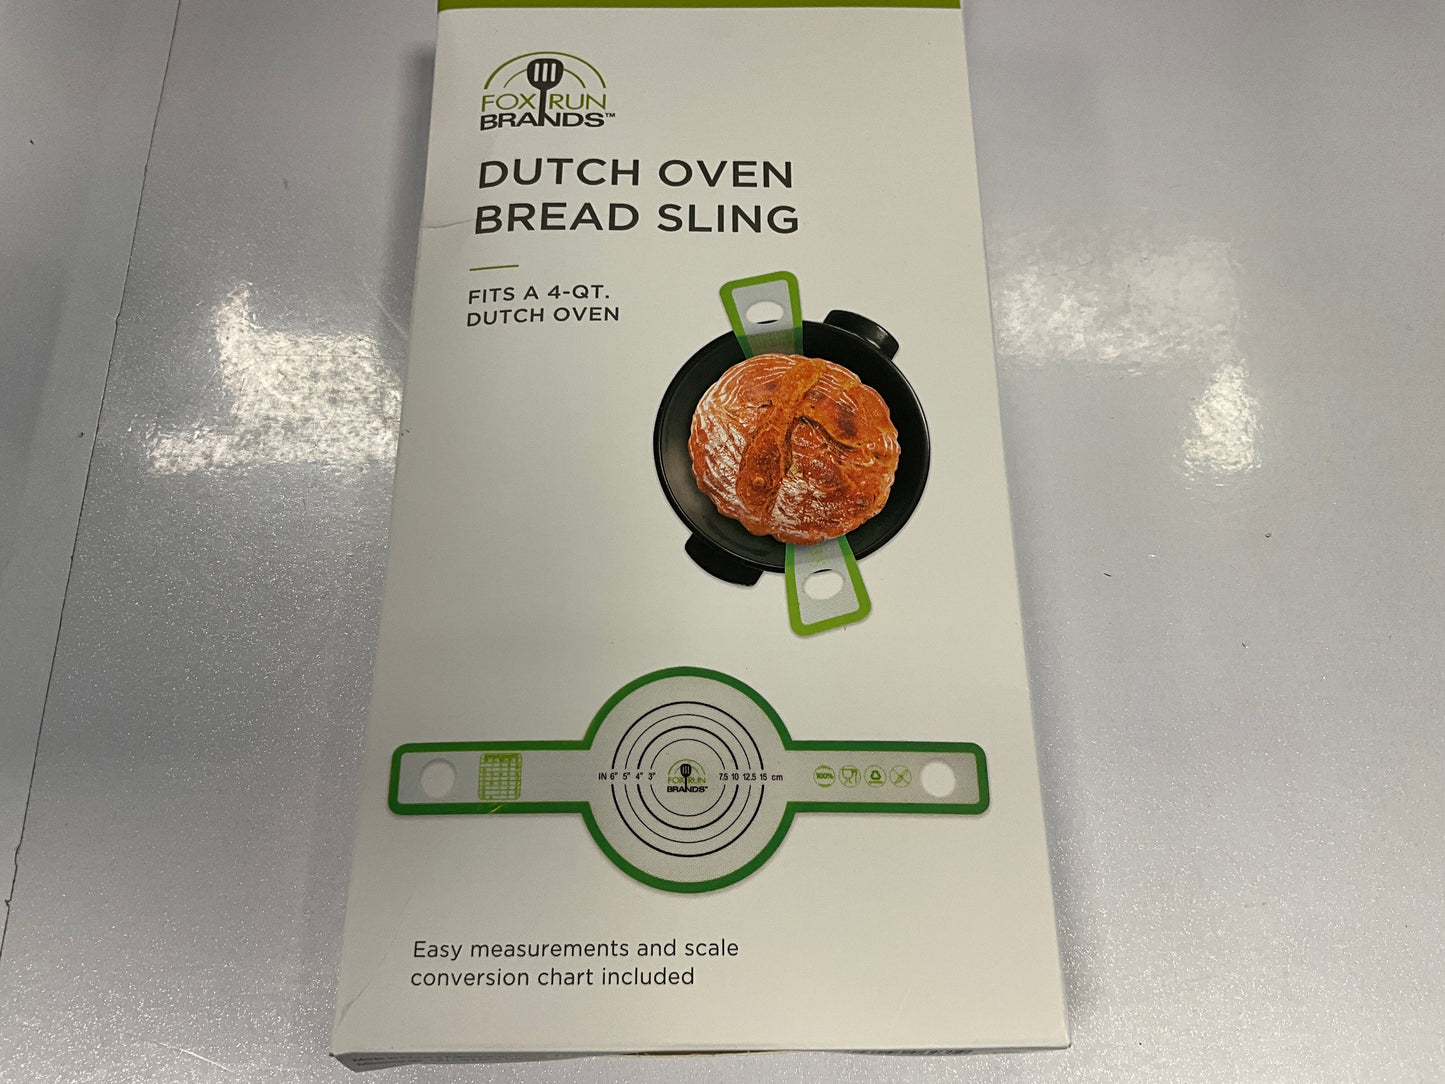 FOX RUN
BRANDS™
DUTCH OVEN
BREAD SLING
FITS A 4-QT.
DUTCH OVEN
IN 6" 5" 4" 3" FOX RUN 7.5 10 12.5 15 cm
BRANDS™
100%
Easy measurements and scale
conversion chart included